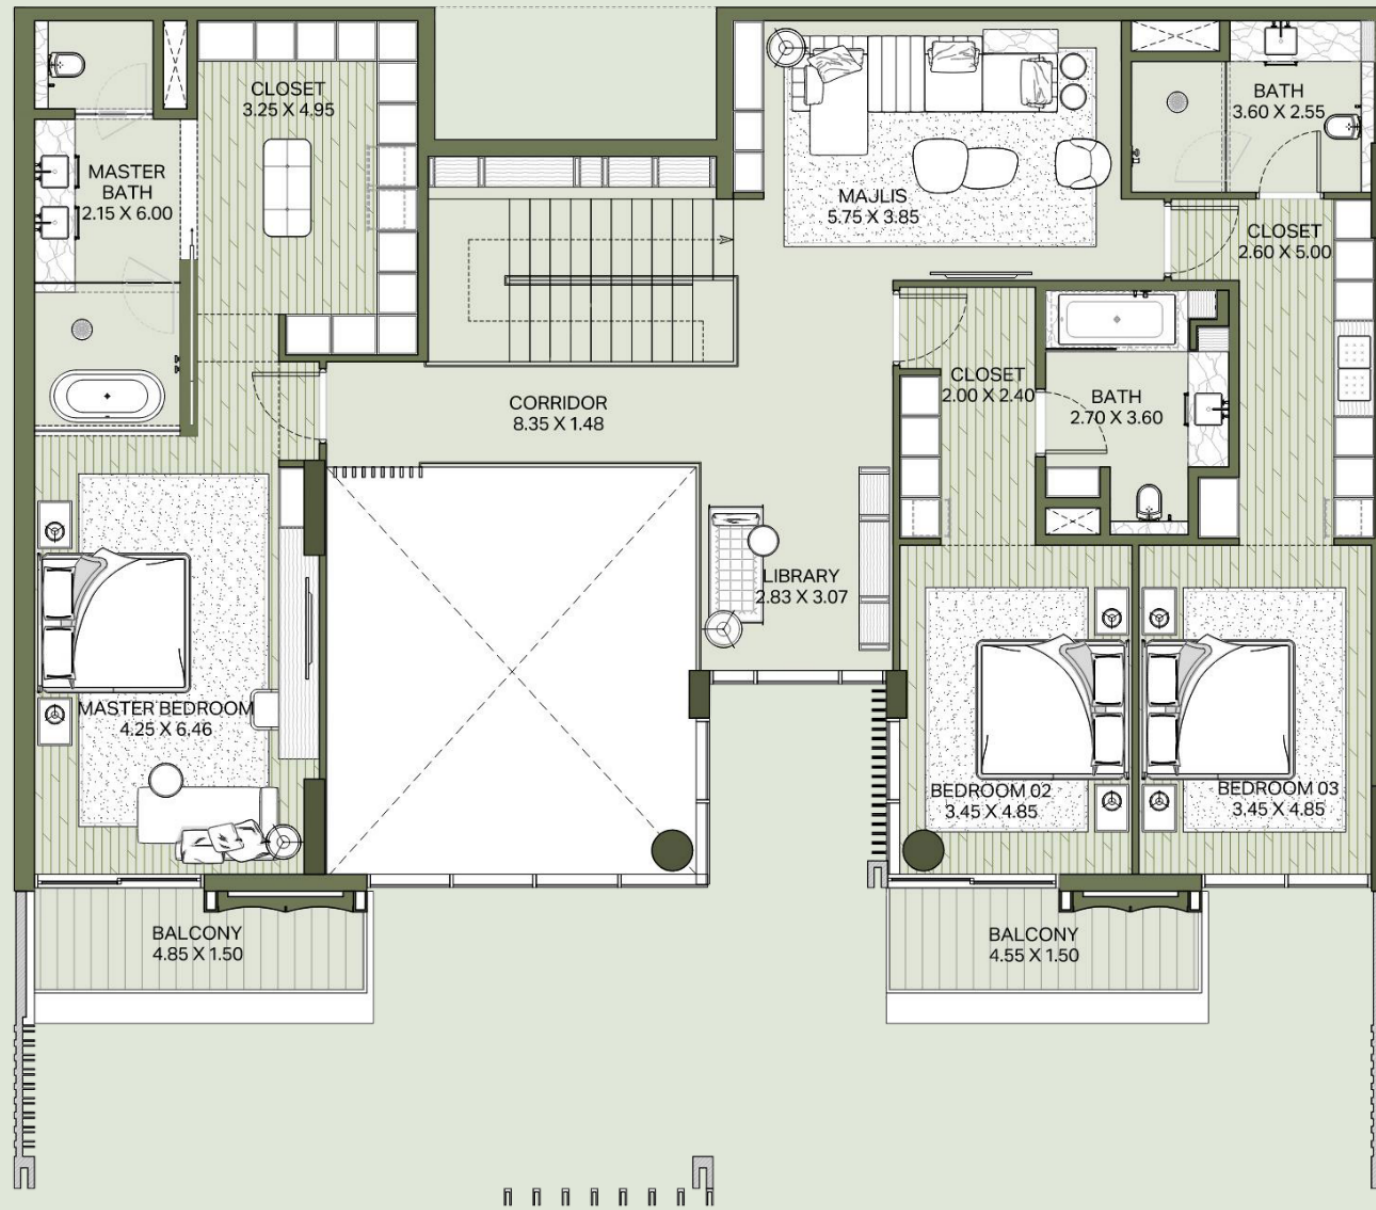 CLOSET
3.25 X 4.95
BATH
3.60 X 2.55
MASTER
BATH
2.15 X 6.00
MAJLIS
5.75 X 3.85
CLOSET
2.60 X 5.00
CORRIDOR
8.35 X 1.48
CLOSET
2.00 X 2.40
BATH
2.70 X 3.60
LIBRARY
2.83 X 3.07
MASTER BEDROOM
4.25 X 6.46
BEDROOM 02
3.45 X 4.85
BEDROOM 03
3.45 X 4.85
BALCONY
4.85 X 1.50
BALCONY
4.55 X 1.50